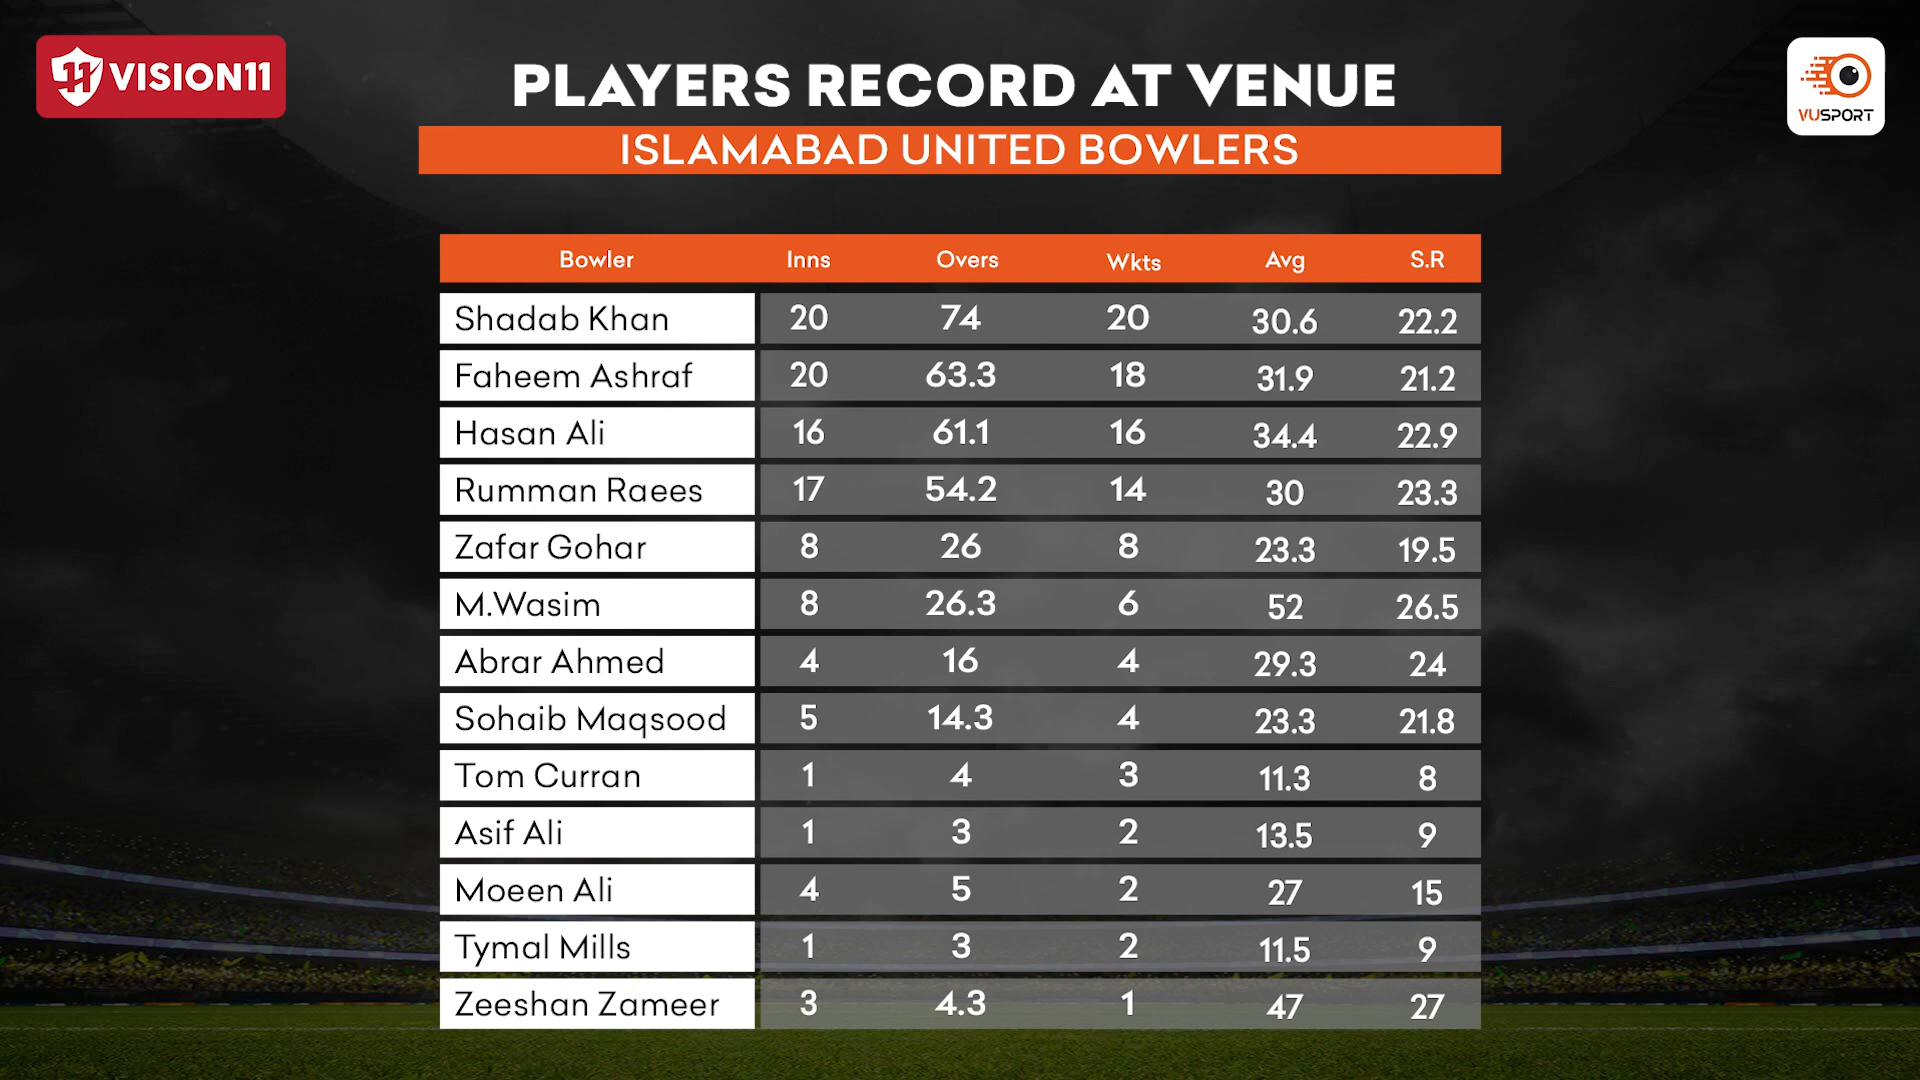 VISION11
PLAYERS RECORD AT VENUE
VUSPORT
ISLAMABAD UNITED BOWLERS
Bowler Inns Overs Wkts Avg S.R
Shadab Khan 20 74 20 30.6 22.2
Faheem Ashraf 20 63.3 18 31.9 21.2
Hasan Ali 16 61.1 16 34.4 22.9
Rumman Raees 17 54.2 14 30 23.3
Zafar Gohar 8 26 8 23.3 19.5
M.Wasim 8 26.3 6 52 26.5
Abrar Ahmed 4 16 4 29.3 24
Sohaib Maqsood 5 14.3 4 23.3 21.8
Tom Curran 1 4 3 11.3 8
Asif Ali 1 3 2 13.5 9
Moeen Ali 4 5 2 27 15
Tymal Mills 1 3 2 11.5 9
Zeeshan Zameer 3 4.3 1 47 27